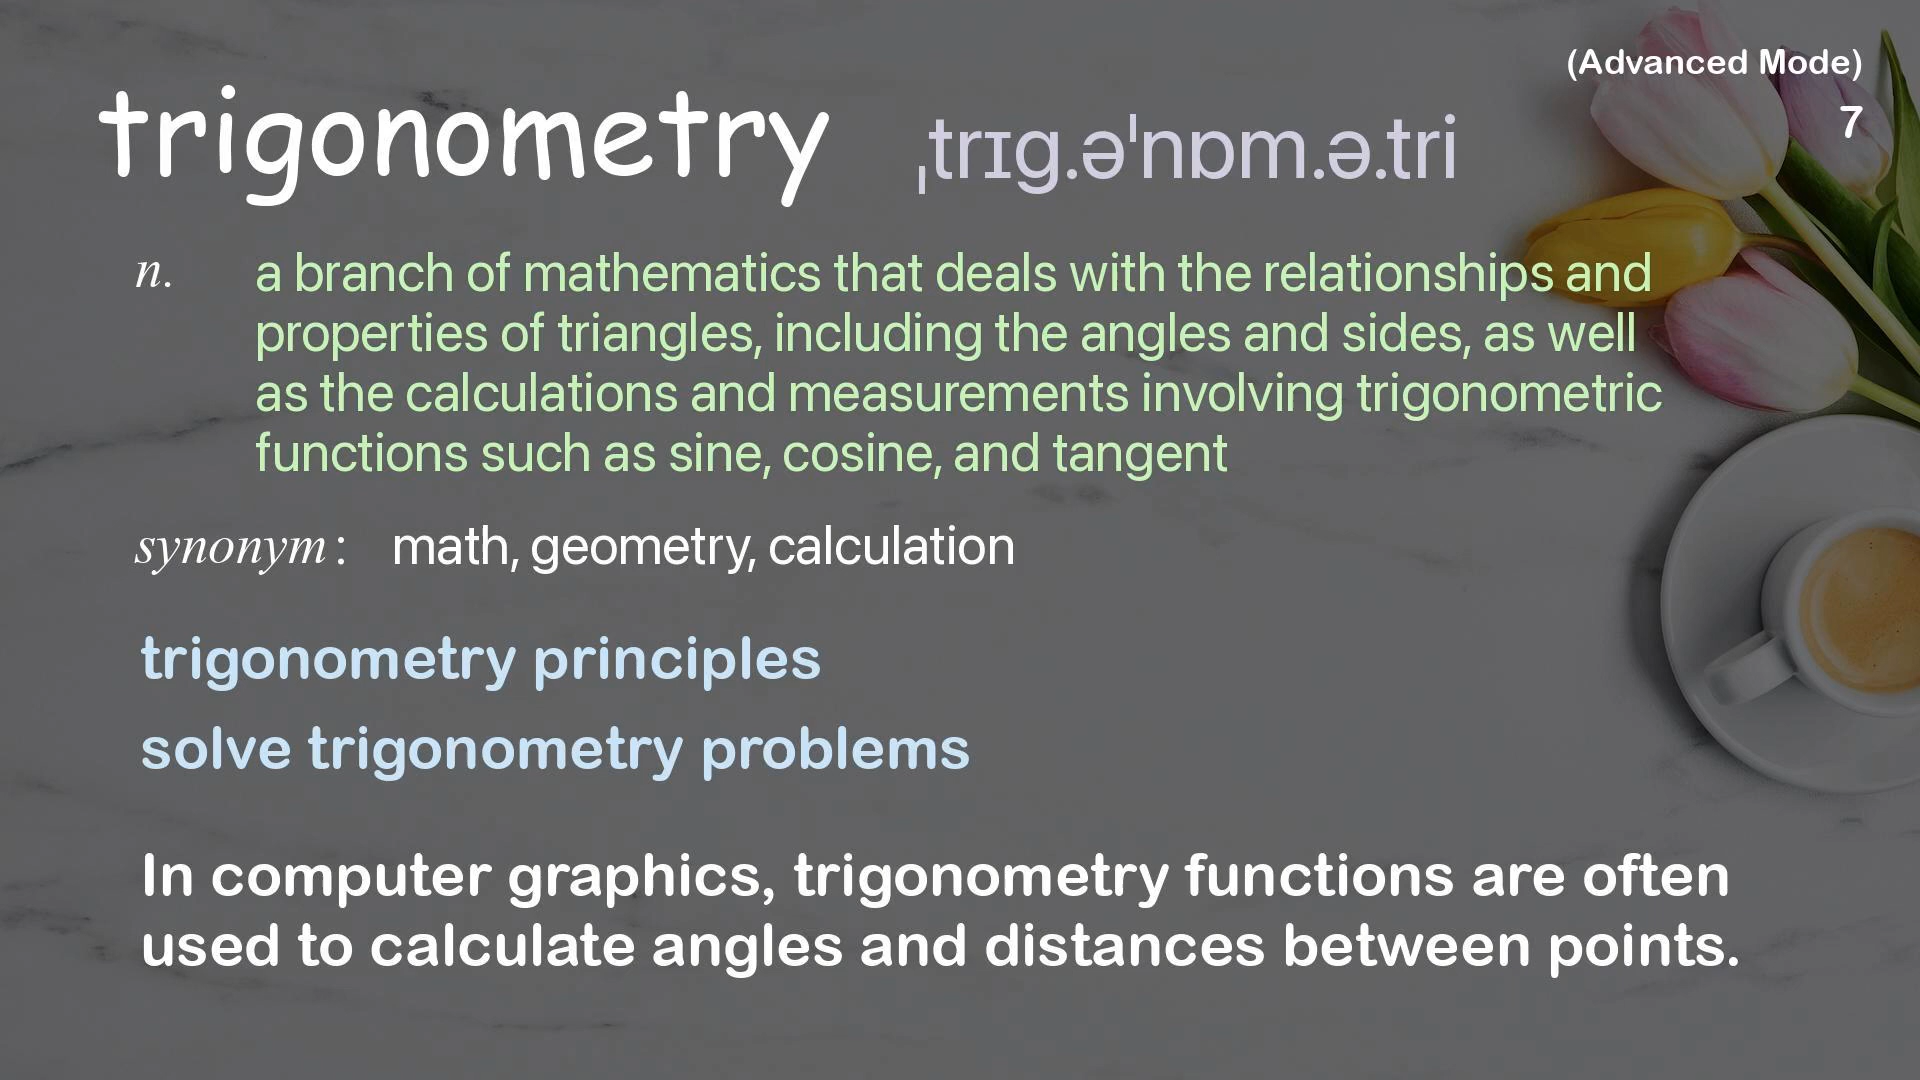 (Advanced Mode)
trigonometry ˌtrɪg.əˈnɒm.ə.tri
7
n. a branch of mathematics that deals with the relationships and
properties of triangles, including the angles and sides, as well
as the calculations and measurements involving trigonometric
functions such as sine, cosine, and tangent
synonym: math, geometry, calculation
trigonometry principles
solve trigonometry problems
In computer graphics, trigonometry functions are often
used to calculate angles and distances between points.